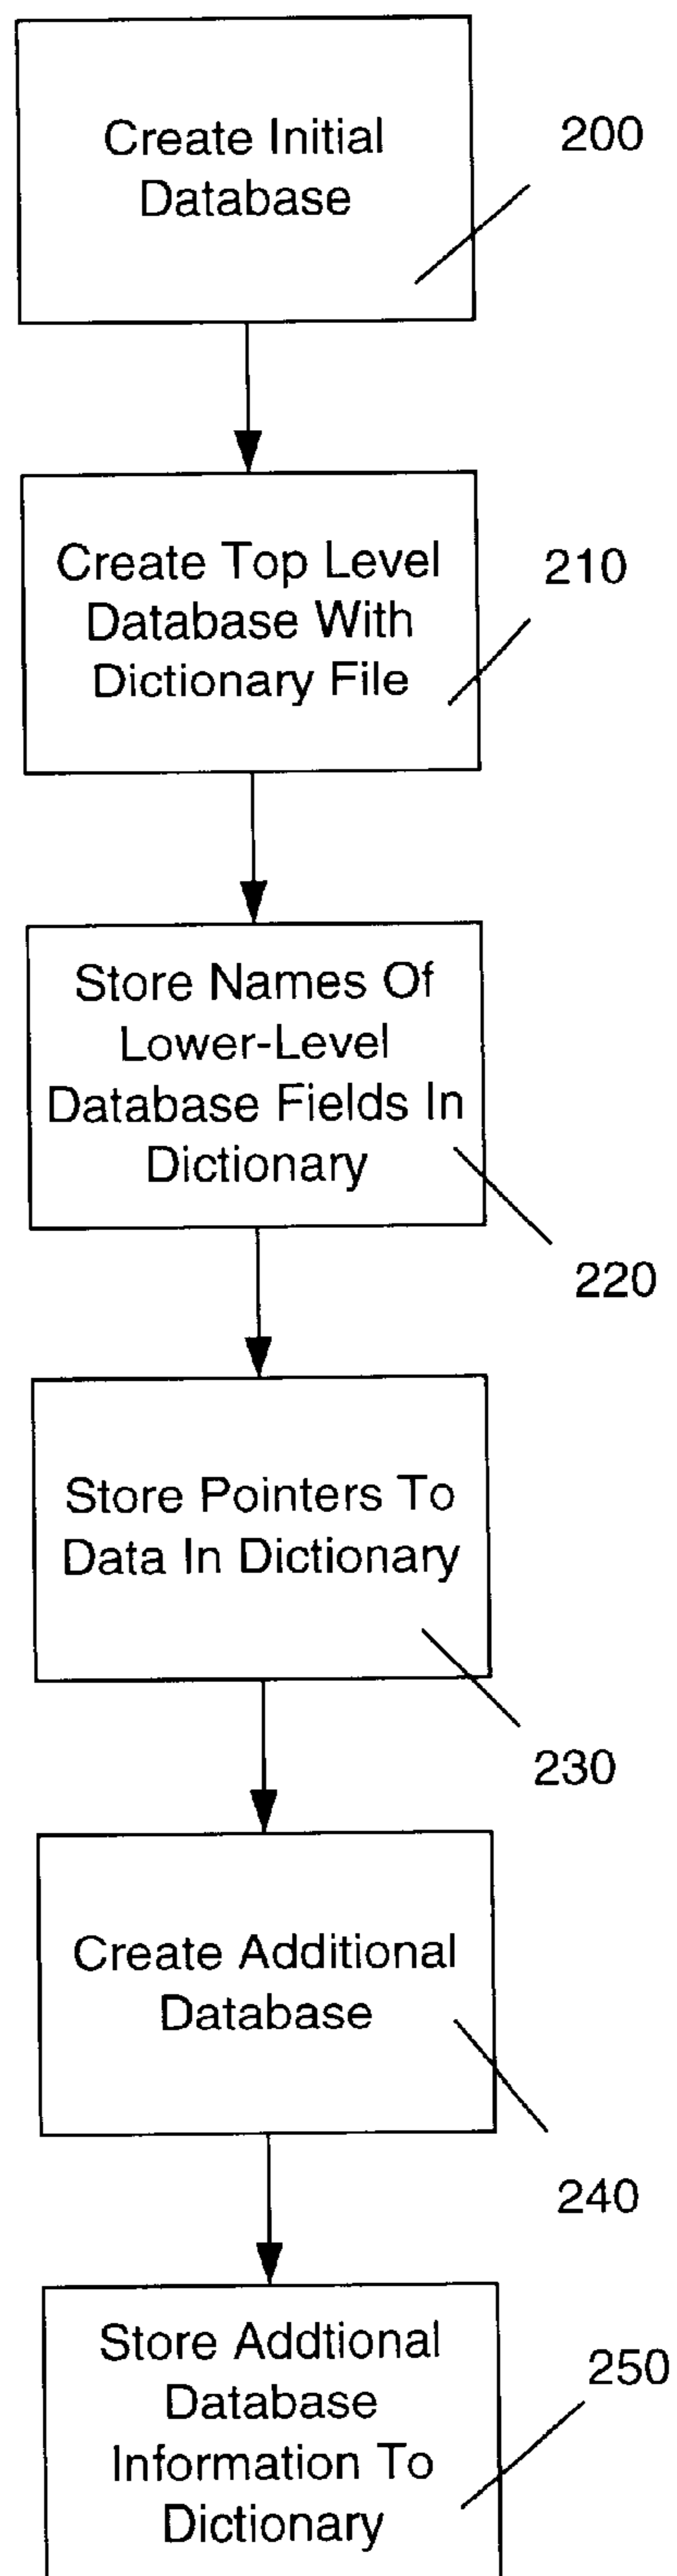 Create Initial
Database
200
Create Top Level
Database With
Dictionary File
210
Store Names Of
Lower-Level
Database Fields In
Dictionary
220
Store Pointers To
Data In Dictionary
230
Create Additional
Database
240
Store Addtional
Database
Information To
Dictionary
250